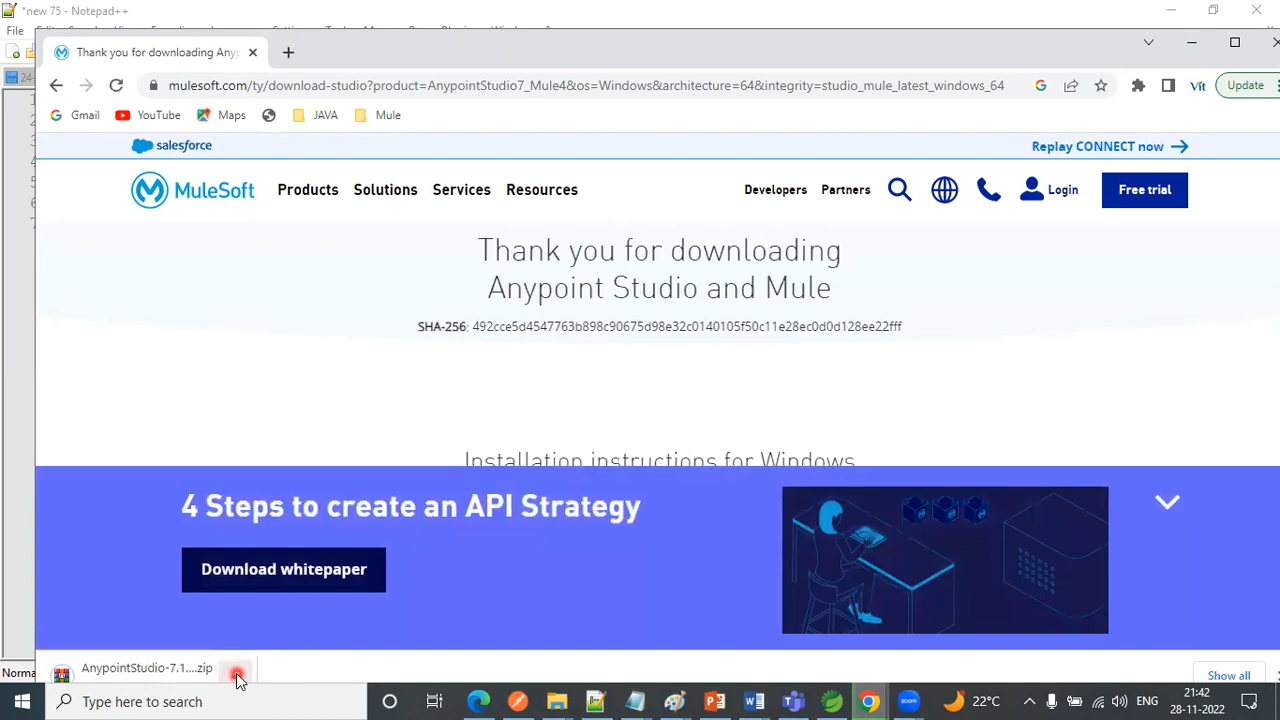 *new 75 - Notepad++
File
Thank you for downloading Anyp
mulesoft.com/ty/download-studio?product=AnypointStudio7_Mule4&os=Windows&architecture=64&integrity=studio_mule_latest_windows_64
Vít
Update
Gmail
YouTube
Maps
JAVA
Mule
salesforce
Replay CONNECT now
MuleSoft
Products
Solutions
Services
Resources
Developers
Partners
Login
Free trial
Thank you for downloading
Anypoint Studio and Mule
SHA-256: 492cce5d4547763b898c90675d98e32c0140105f50c11e28ec0d0d128ee22fff
Installation instructions for Windows
4 Steps to create an API Strategy
Download whitepaper
AnypointStudio-7.1....zip
Show all
Norma
Type here to search
22°C
ENG
21:42
28-11-2022